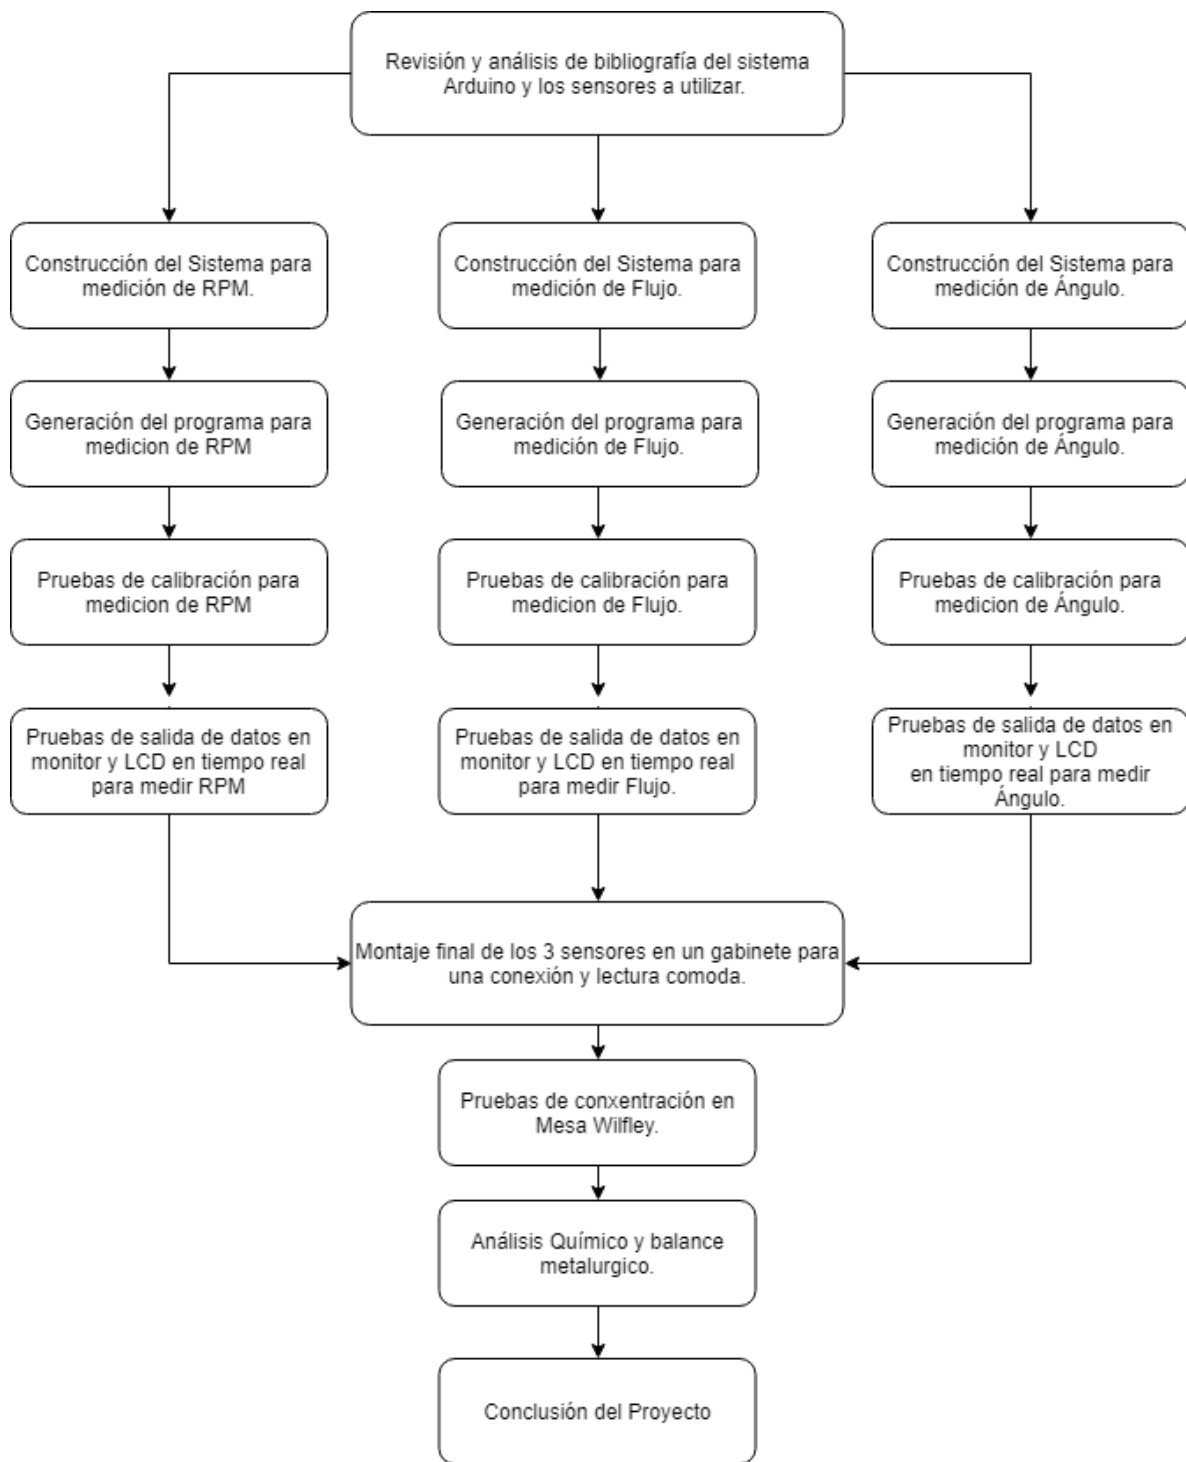 Revisión y análisis de bibliografía del sistema
Arduino y los sensores a utilizar.
Construcción del Sistema para
medición de RPM.
Construcción del Sistema para
medición de Flujo.
Construcción del Sistema para
medición de Ángulo.
Generación del programa para
medicion de RPM
Generación del programa para
medición de Flujo.
Generación del programa para
medición de Ángulo.
Pruebas de calibración para
medicion de RPM
Pruebas de calibración para
medicion de Flujo.
Pruebas de calibración para
medicion de Ángulo.
Pruebas de salida de datos en
monitor y LCD en tiempo real
para medir RPM
Pruebas de salida de datos en
monitor y LCD en tiempo real
para medir Flujo.
Pruebas de salida de datos en
monitor y LCD
en tiempo real para medir
Ángulo.
Montaje final de los 3 sensores en un gabinete para
una conexión y lectura comoda.
Pruebas de conxentración en
Mesa Wilfley.
Análisis Químico y balance
metalurgico.
Conclusión del Proyecto